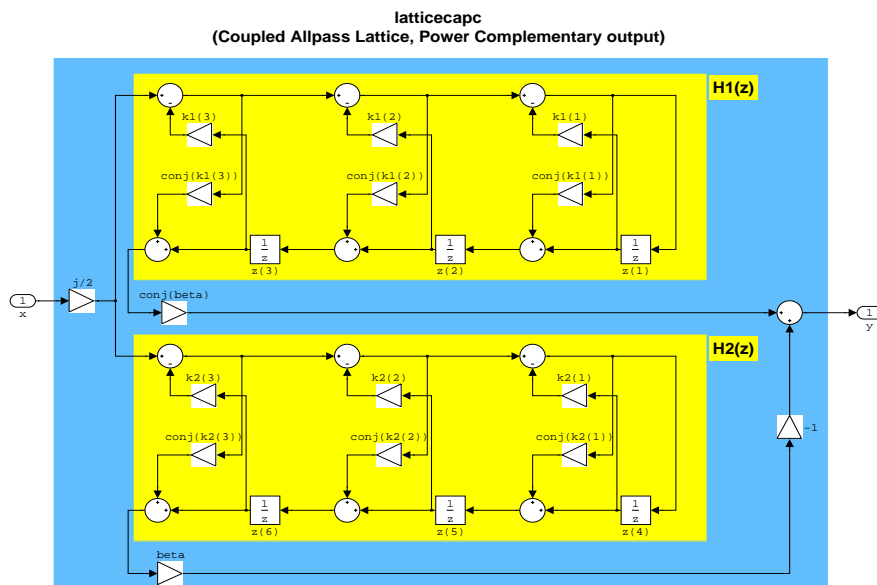 latticecapc
(Coupled Allpass Lattice, Power Complementary output)
H1(z)
k1(3)
k1(2)
k1(1)
conj(k1(3))
conj(k1(2))
conj(k1(1))
1
z
z(3)
1
z
z(2)
1
z
z(1)
j/2
conj(beta)
1
x
1
y
H2(z)
k2(3)
k2(2)
k2(1)
conj(k2(3))
conj(k2(2))
conj(k2(1))
-1
1
z
z(6)
1
z
z(5)
1
z
z(4)
beta